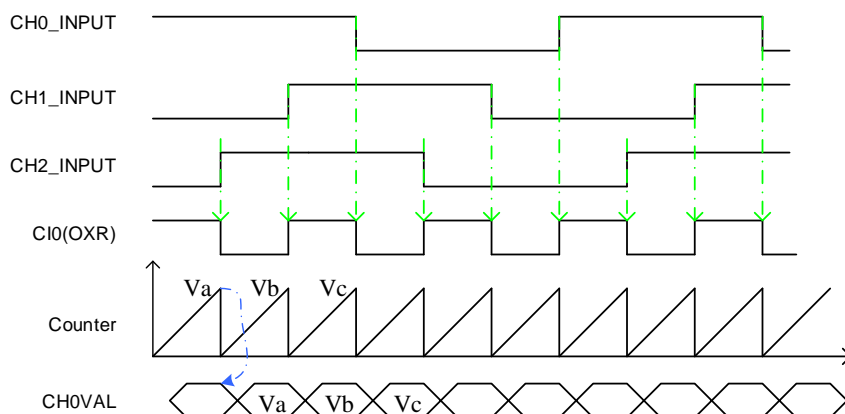 CH0_INPUT
CH1_INPUT
CH2_INPUT
CI0(OXR)
Va Vb Vc
Counter
CH0VAL Va Vb Vc